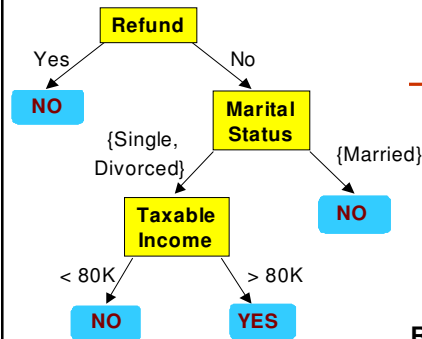 Refund
Yes
No
NO
Marital
Status
{Single,
Divorced}
{Married}
Taxable
Income
NO
< 80K
> 80K
NO
YES